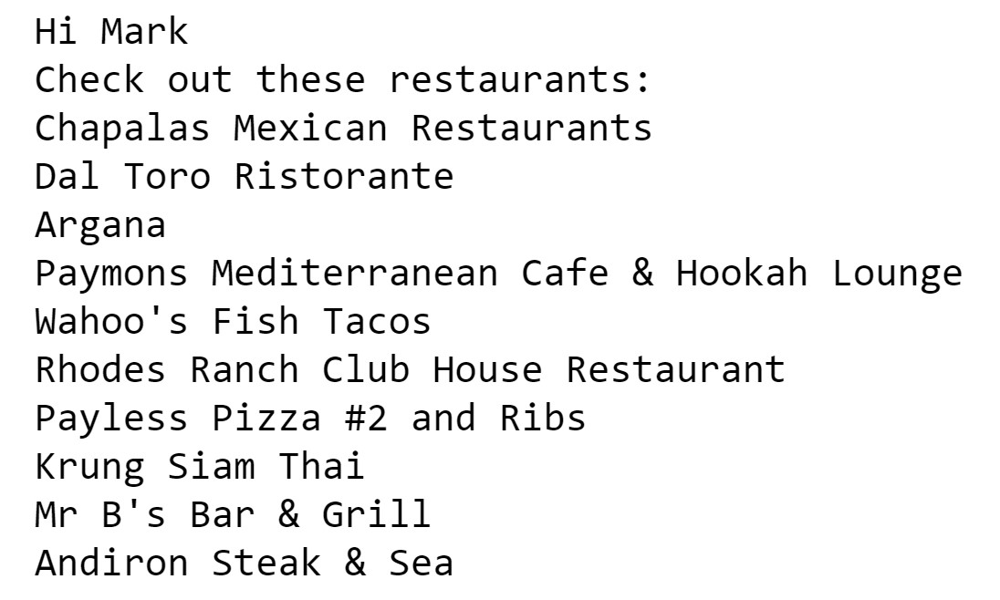 Hi Mark
Check out these restaurants:
Chapalas Mexican Restaurants
Dal Toro Ristorante
Argana
Paymons Mediterranean Cafe & Hookah Lounge
Wahoo's Fish Tacos
Rhodes Ranch Club House Restaurant
Payless Pizza #2 and Ribs
Krung Siam Thai
Mr B's Bar & Grill
Andiron Steak & Sea